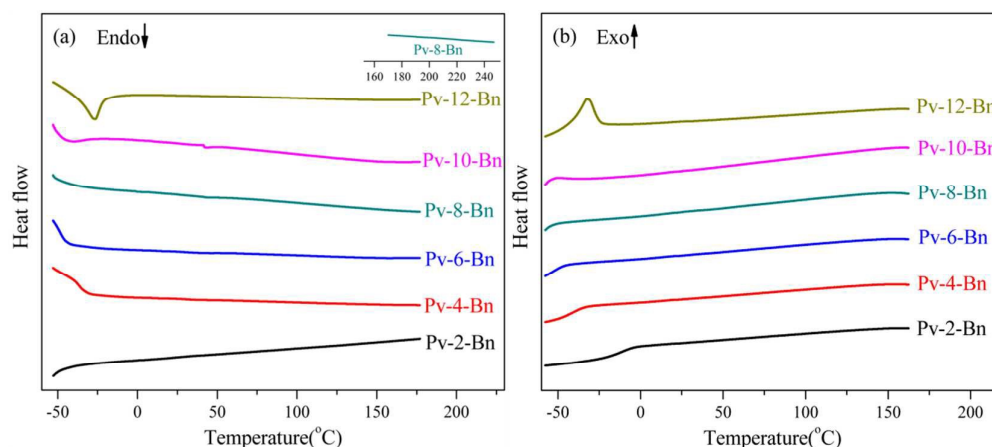 (a) Endo↓
Pv-8-Bn
160 180 200 220 240
Pv-12-Bn
Pv-10-Bn
Pv-8-Bn
Pv-6-Bn
Pv-4-Bn
Pv-2-Bn
Heat flow
-50 0 50 100 150 200
Temperature(°C)
(b) Exo↑
Pv-12-Bn
Pv-10-Bn
Pv-8-Bn
Pv-6-Bn
Pv-4-Bn
Pv-2-Bn
Heat flow
-50 0 50 100 150 200
Temperature(°C)